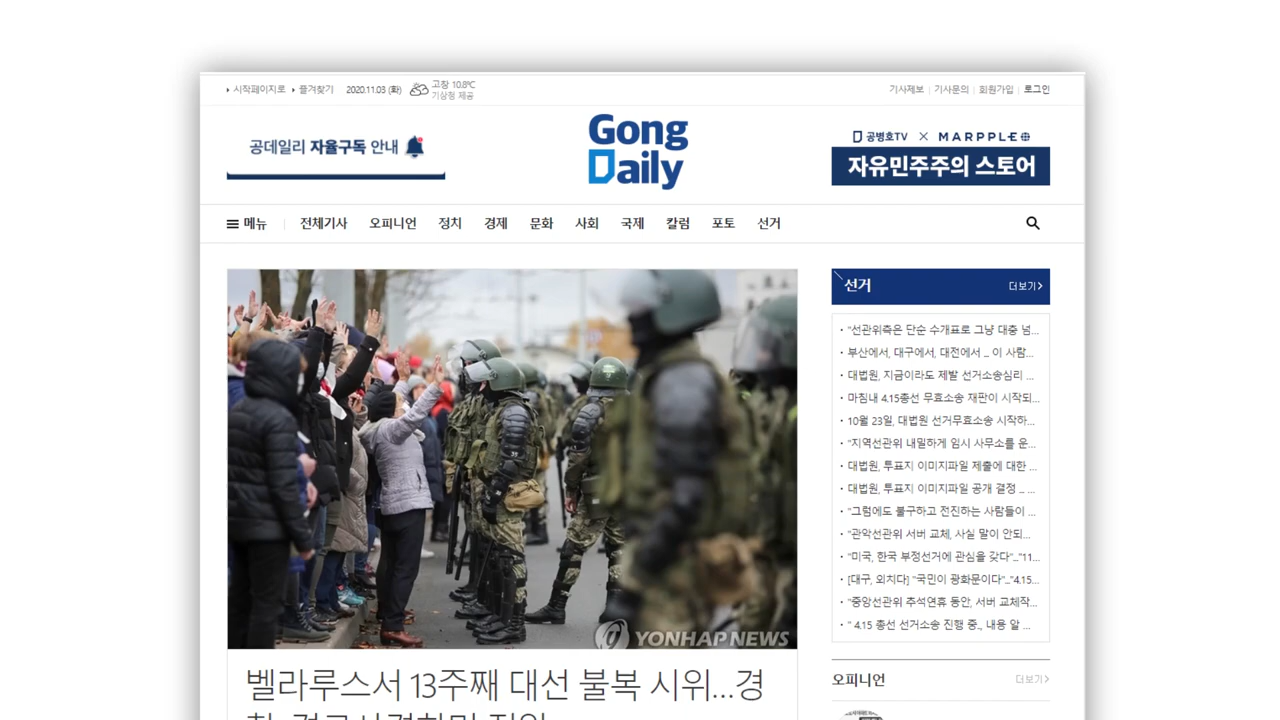 시작페이지로 즐겨찾기 2020.11.03 (화) 고창 10.8℃
기상청 제공
기사제보 기사문의 회원가입 로그인
공데일리 자율구독 안내
Gong
Daily
공병호TV × MARPPLE
자유민주주의 스토어
메뉴 전체기사 오피니언 정치 경제 문화 사회 국제 칼럼 포토 선거
선거 더보기
"선관위측은 단순 수개표로 그냥 대충 넘...
부산에서, 대구에서, 대전에서 ... 이 사람...
대법원, 지금이라도 제발 선거소송심리 ...
마침내 4.15총선 무효소송 재판이 시작되...
10월 23일, 대법원 선거무효소송 시작하...
"지역선관위 내밀하게 임시 사무소를 운...
대법원, 투표지 이미지파일 제출에 대한 ...
대법원, 투표지 이미지파일 공개 결정 ... ...
"그럼에도 불구하고 전진하는 사람들이 ...
"관악선관위 서버 교체, 사실 말이 안되...
"미국, 한국 부정선거에 관심을 갖다"..."11...
[대구, 외치다] "국민이 광화문이다"..."4.15...
"중앙선관위 추석연휴 동안, 서버 교체작...
" 4.15 총선 선거소송 진행 중., 내용 알 ...
YONHAP NEWS
벨라루스서 13주째 대선 불복 시위...경
오피니언 더보기